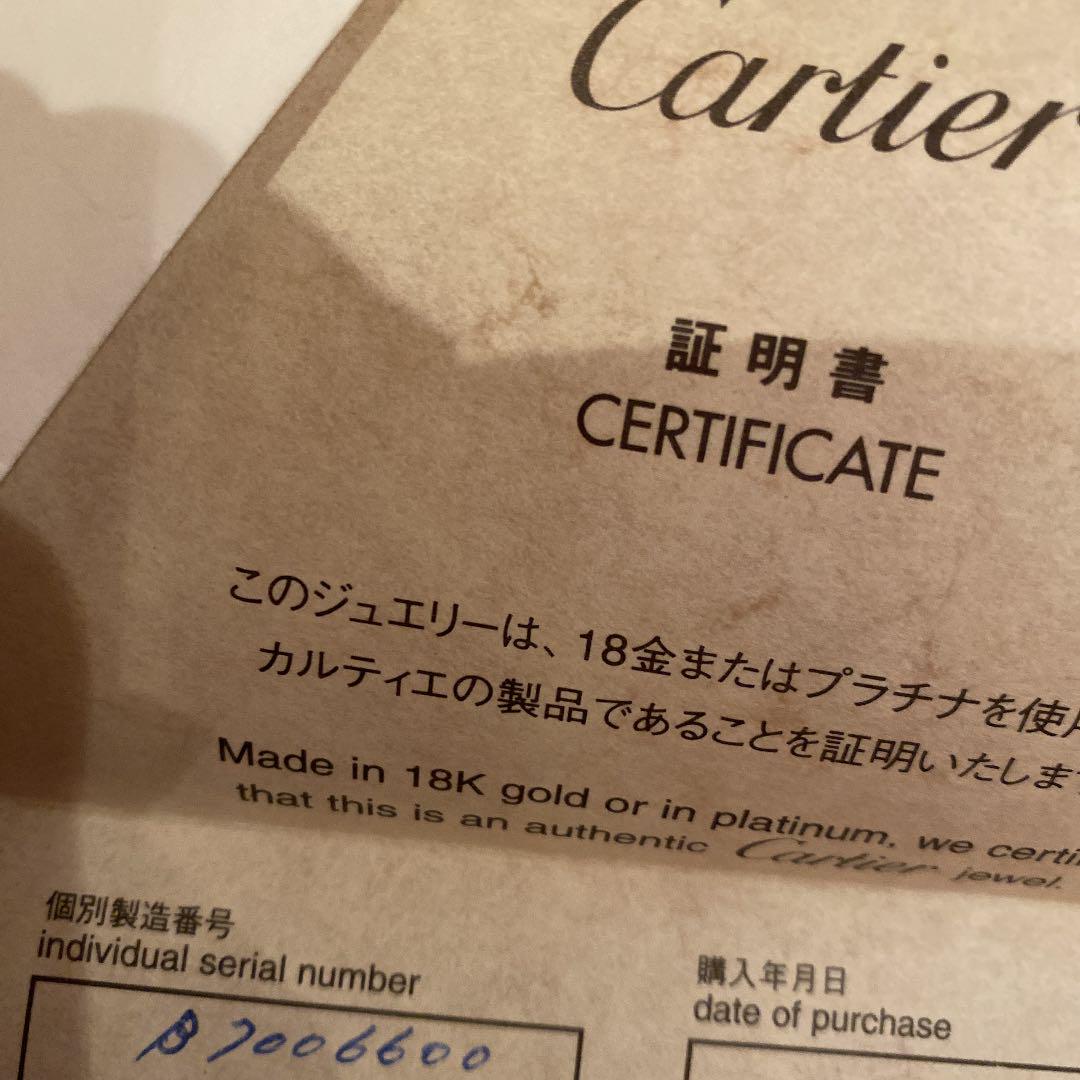 Cartier
証明書
CERTIFICATE
このジュエリーは、18金またはプラチナを使用
カルティエの製品であることを証明いたしま
Made in 18K gold or in platinum, we certi
that this is an authentic Cartier jewel.
個別製造番号
individual serial number
購入年月日
date of purchase
B7006600